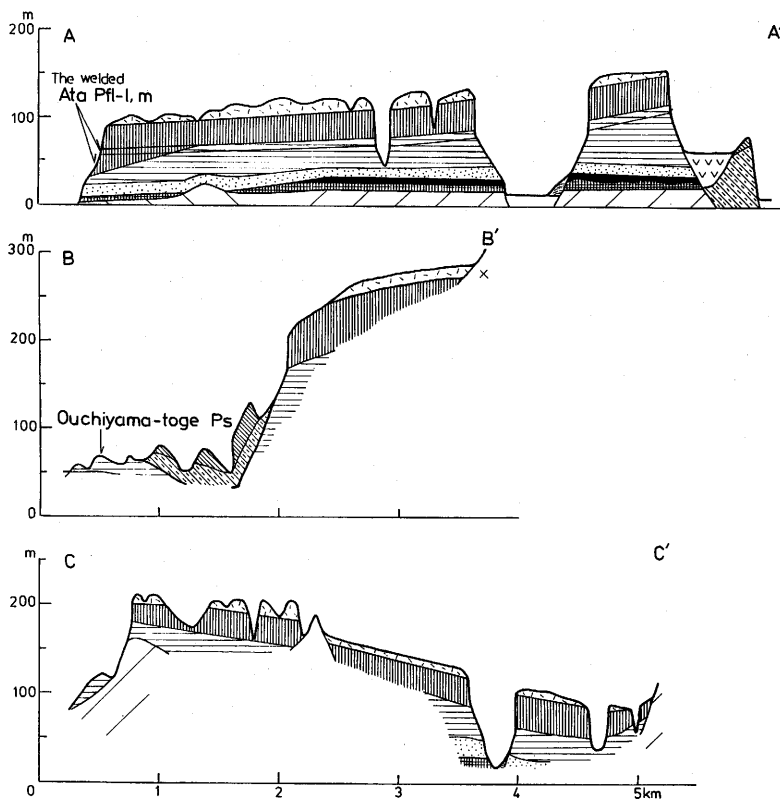 m
200
100
0
A
A'
The welded
Ata Pfl-I, m
m
300
200
100
0
B
B'
×
Ouchiyama-toge Ps
m
200
100
0
C
C'
1
2
3
4
5km